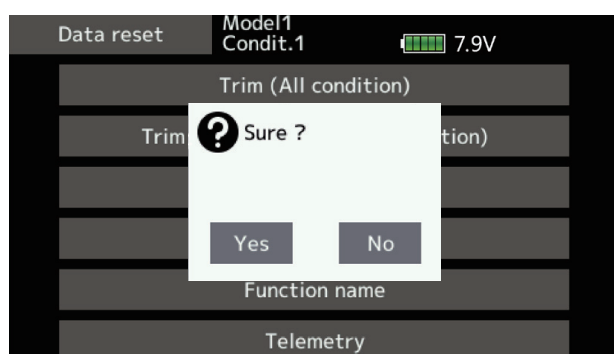 Data reset
Model1
Condit.1
7.9V
Trim (All condition)
Trim
tion)
Sure ?
Yes
No
Function name
Telemetry